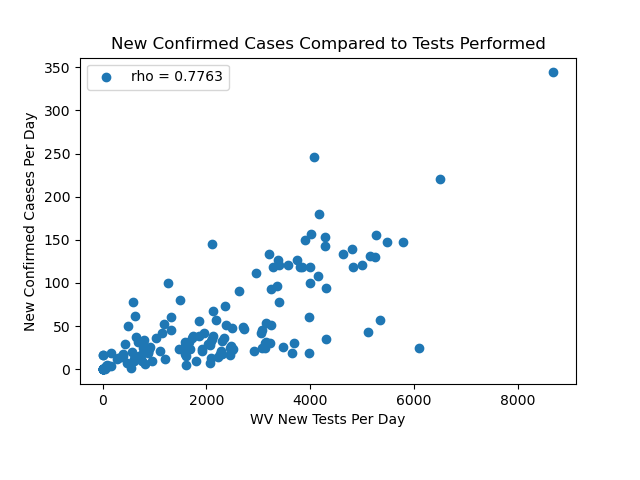 New Confirmed Cases Compared to Tests Performed
rho = 0.7763
350
300
250
200
150
100
50
0
New Confirmed Caeses Per Day
0 2000 4000 6000 8000
WV New Tests Per Day